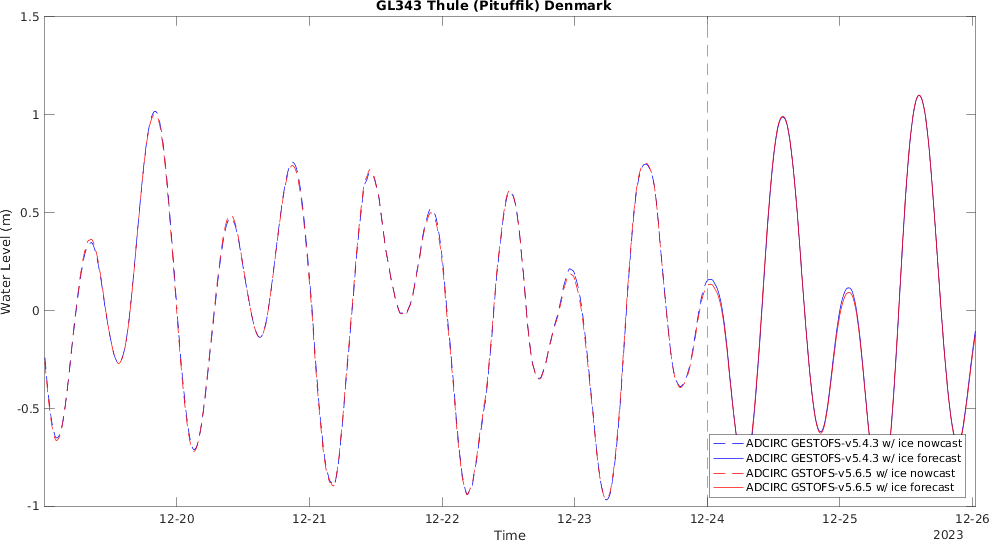 GL343 Thule (Pituffik) Denmark
1.5
1
0.5
0
-0.5
-1
Water Level (m)
ADCIRC GESTOFS-v5.4.3 w/ ice nowcast
ADCIRC GESTOFS-v5.4.3 w/ ice forecast
ADCIRC GSTOFS-v5.6.5 w/ ice nowcast
ADCIRC GSTOFS-v5.6.5 w/ ice forecast
12-20 12-21 12-22 12-23 12-24 12-25 12-26
Time
2023